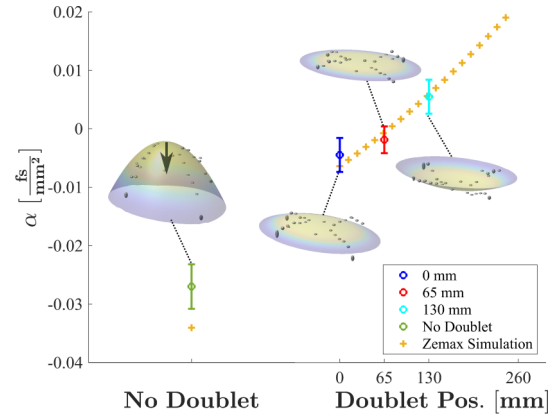 0.02
0.01
0
-0.01
-0.02
-0.03
-0.04
α [fs/mm²]
0 mm
65 mm
130 mm
No Doublet
Zemax Simulation
0 65 130 260
No Doublet Doublet Pos. [mm]